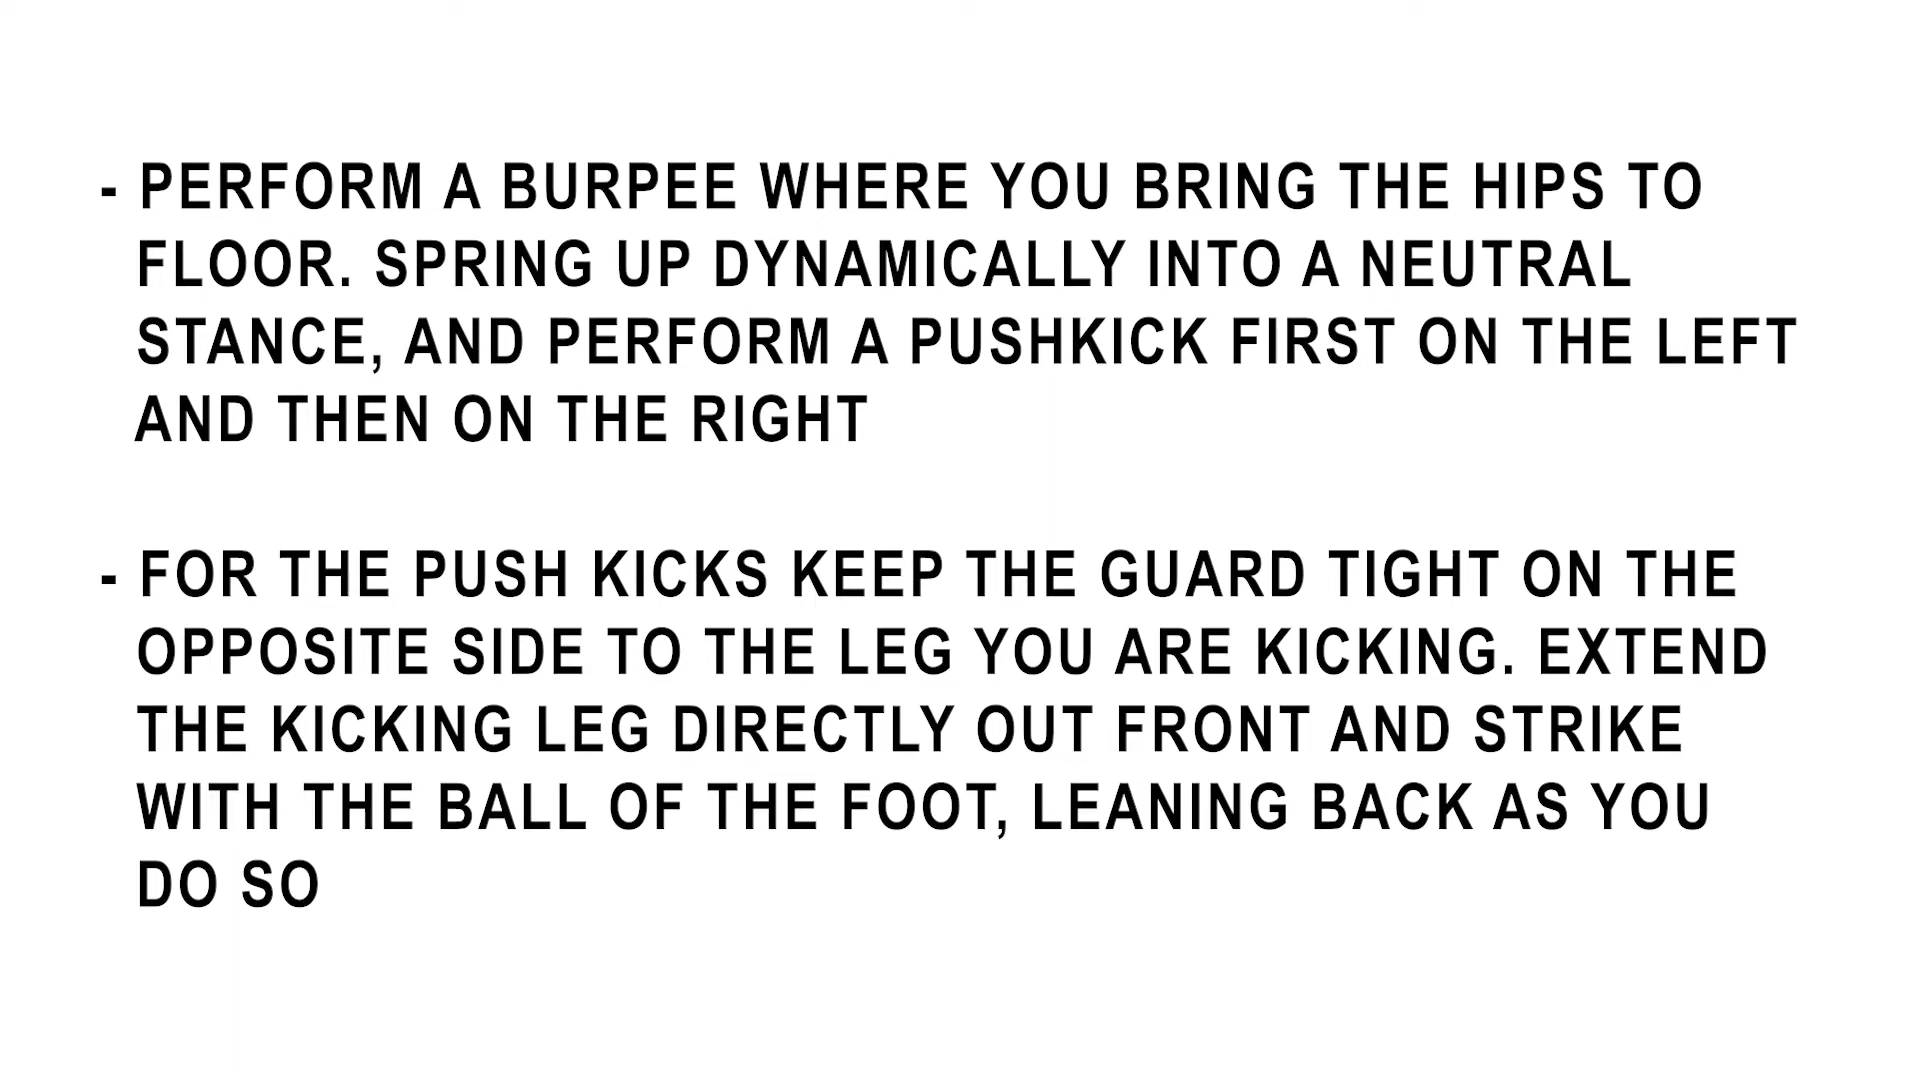 - PERFORM A BURPEE WHERE YOU BRING THE HIPS TO
FLOOR. SPRING UP DYNAMICALLY INTO A NEUTRAL
STANCE, AND PERFORM A PUSHKICK FIRST ON THE LEFT
AND THEN ON THE RIGHT
- FOR THE PUSH KICKS KEEP THE GUARD TIGHT ON THE
OPPOSITE SIDE TO THE LEG YOU ARE KICKING. EXTEND
THE KICKING LEG DIRECTLY OUT FRONT AND STRIKE
WITH THE BALL OF THE FOOT, LEANING BACK AS YOU
DO SO